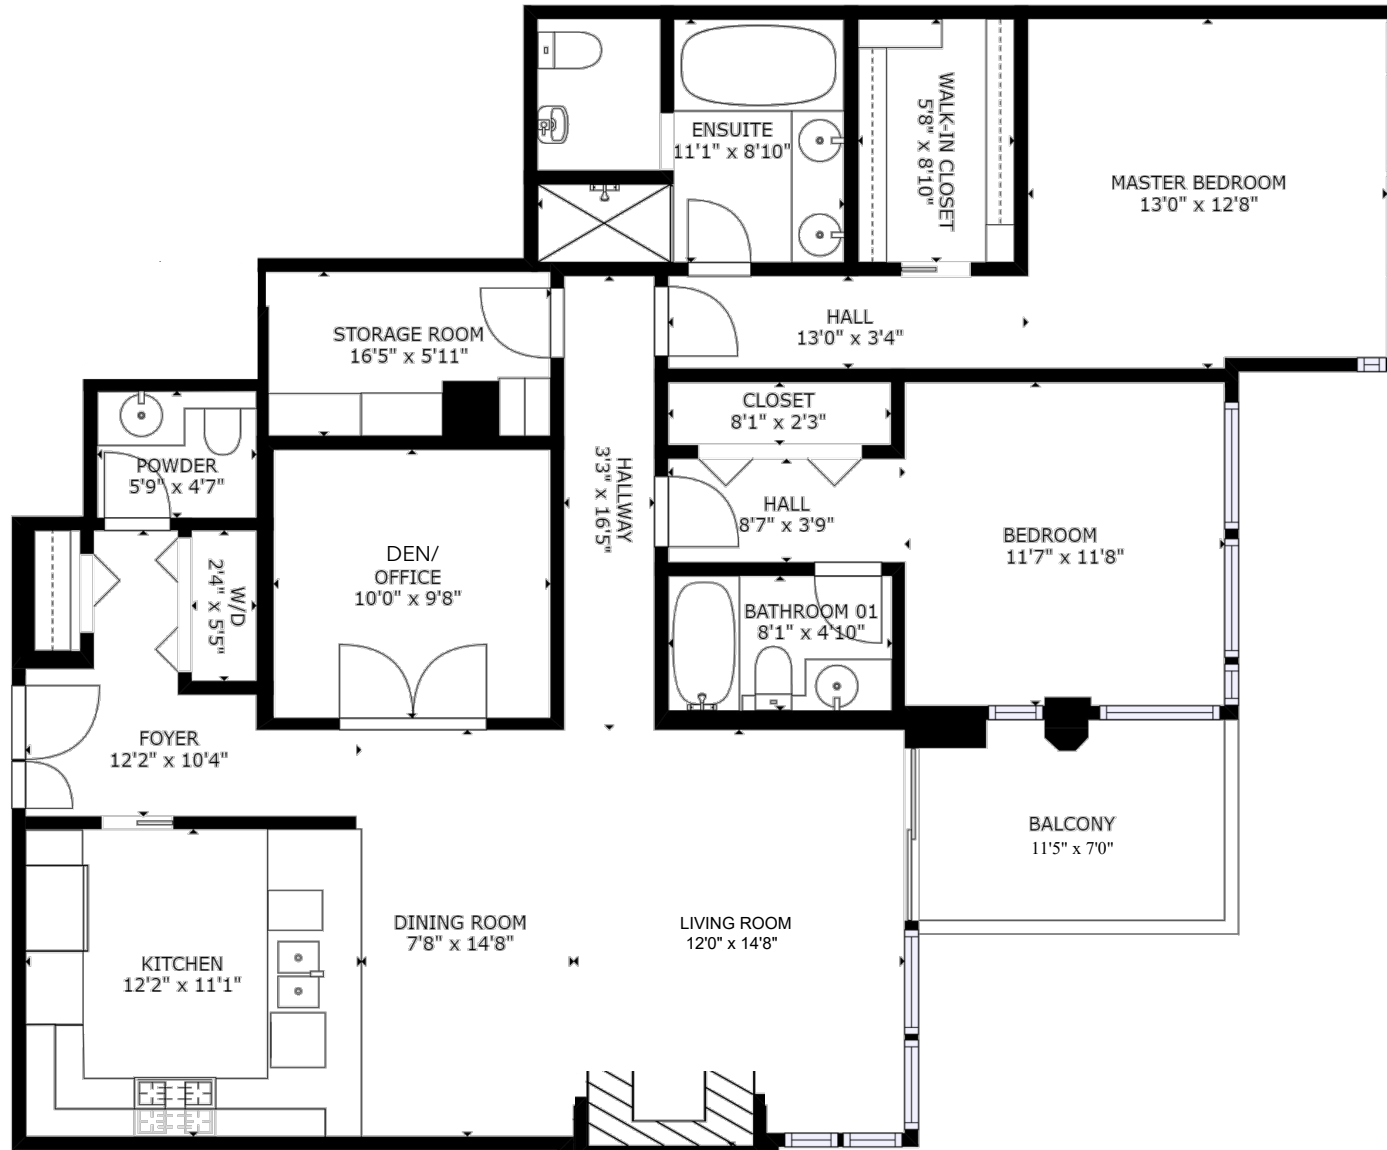 ENSUITE
11'1" x 8'10"
WALK-IN CLOSET
5'8" x 8'10"
MASTER BEDROOM
13'0" x 12'8"
STORAGE ROOM
16'5" x 5'11"
HALL
13'0" x 3'4"
CLOSET
8'1" x 2'3"
POWDER
5'9" x 4'7"
HALLWAY
3'3" x 16'5"
HALL
8'7" x 3'9"
BEDROOM
11'7" x 11'8"
DEN/
OFFICE
10'0" x 9'8"
W/D
2'4" x 5'5"
BATHROOM 01
8'1" x 4'10"
FOYER
12'2" x 10'4"
BALCONY
11'5" x 7'0"
DINING ROOM
7'8" x 14'8"
LIVING ROOM
12'0" x 14'8"
KITCHEN
12'2" x 11'1"